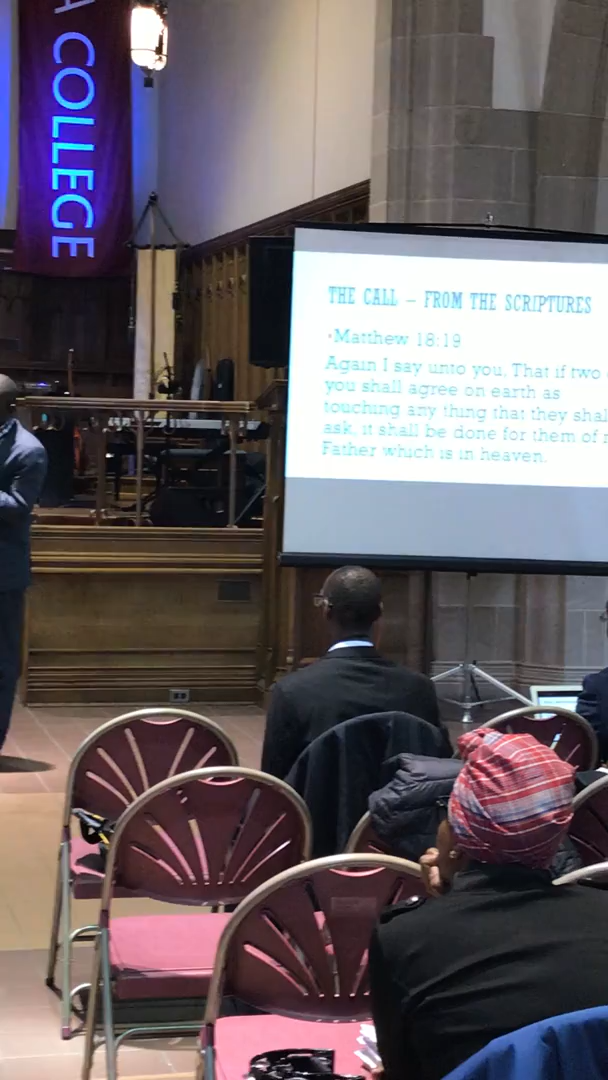 COLLEGE
THE CALL – FROM THE SCRIPTURES
•Matthew 18:19
Again I say unto you, That if two
you shall agree on earth as
touching any thing that they shal
ask, it shall be done for them of
Father which is in heaven.